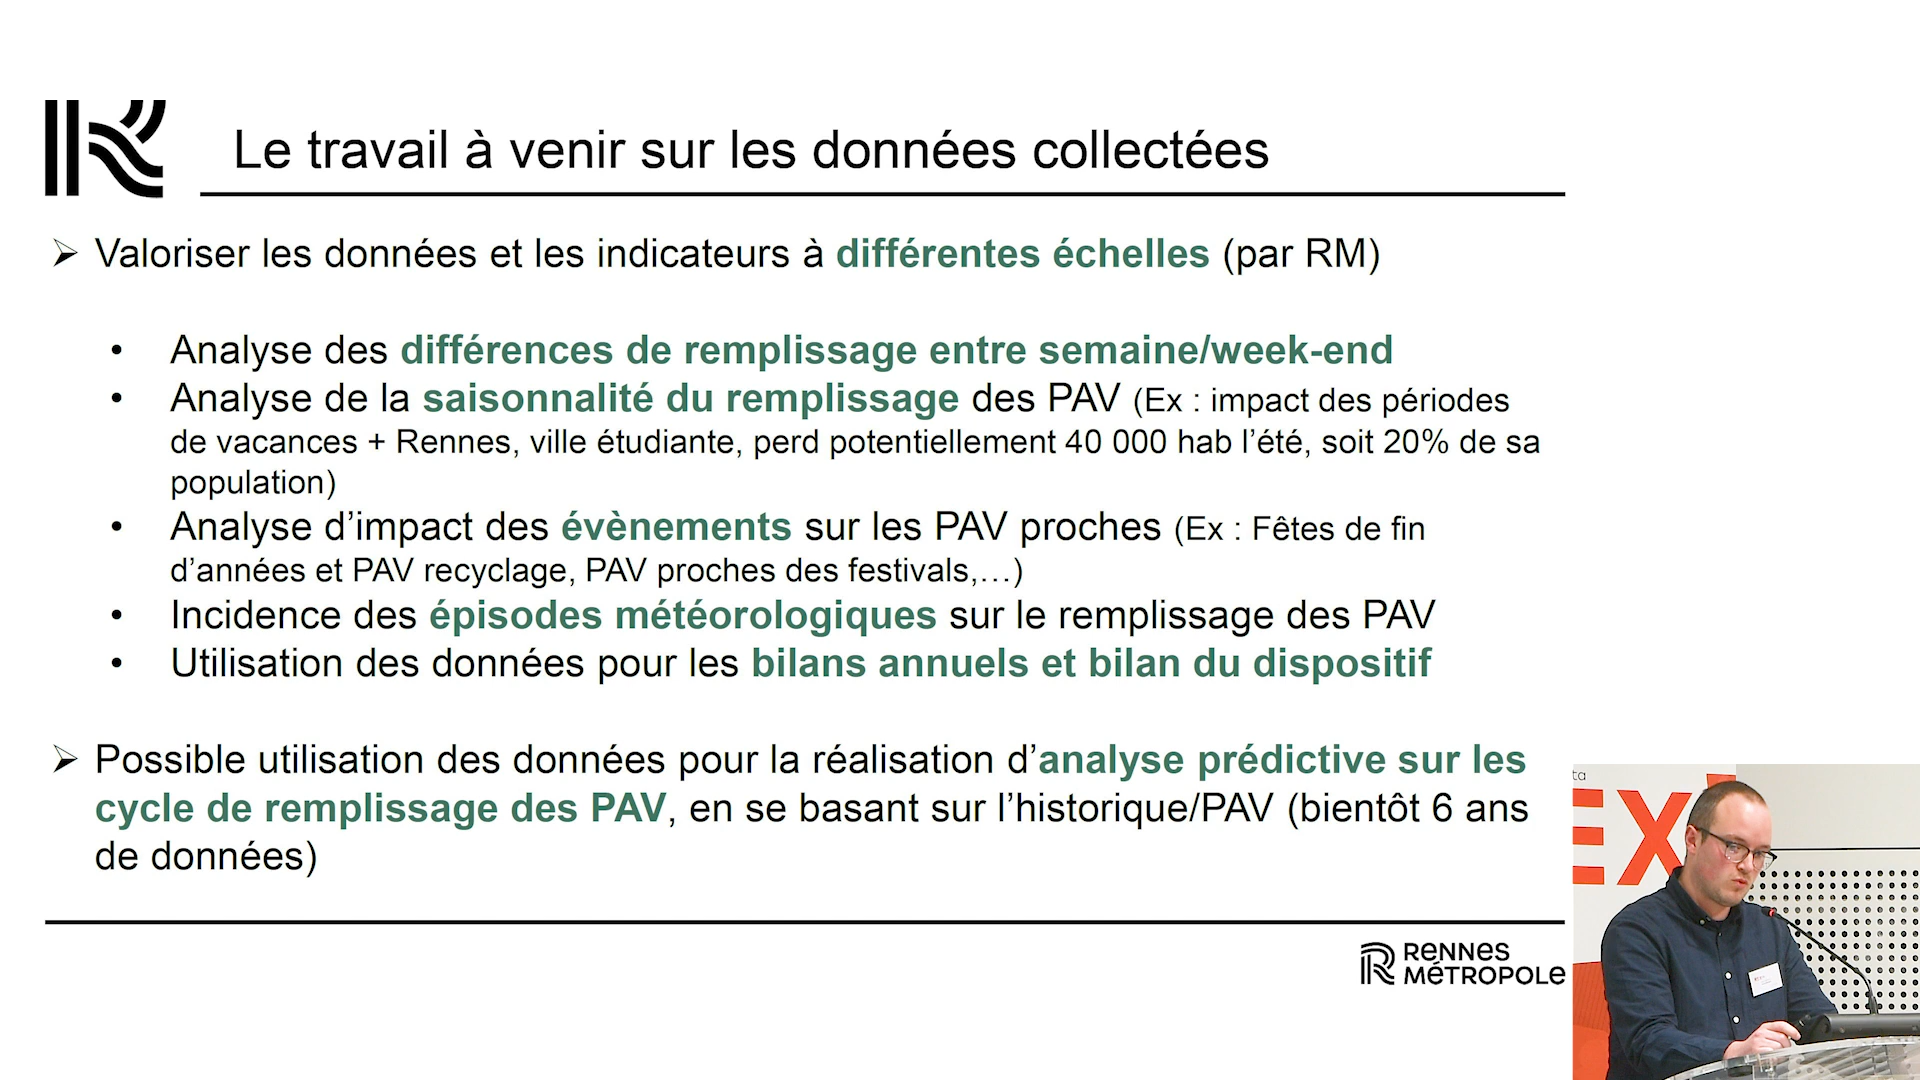 Le travail à venir sur les données collectées
➢ Valoriser les données et les indicateurs à différentes échelles (par RM)
• Analyse des différences de remplissage entre semaine/week-end
• Analyse de la saisonnalité du remplissage des PAV (Ex : impact des périodes
de vacances + Rennes, ville étudiante, perd potentiellement 40 000 hab l’été, soit 20% de sa
population)
• Analyse d’impact des évènements sur les PAV proches (Ex : Fêtes de fin
d’années et PAV recyclage, PAV proches des festivals,…)
• Incidence des épisodes météorologiques sur le remplissage des PAV
• Utilisation des données pour les bilans annuels et bilan du dispositif
➢ Possible utilisation des données pour la réalisation d’analyse prédictive sur les
cycle de remplissage des PAV, en se basant sur l’historique/PAV (bientôt 6 ans
de données)
RENNES
MÉTROPOLE
ta
EX